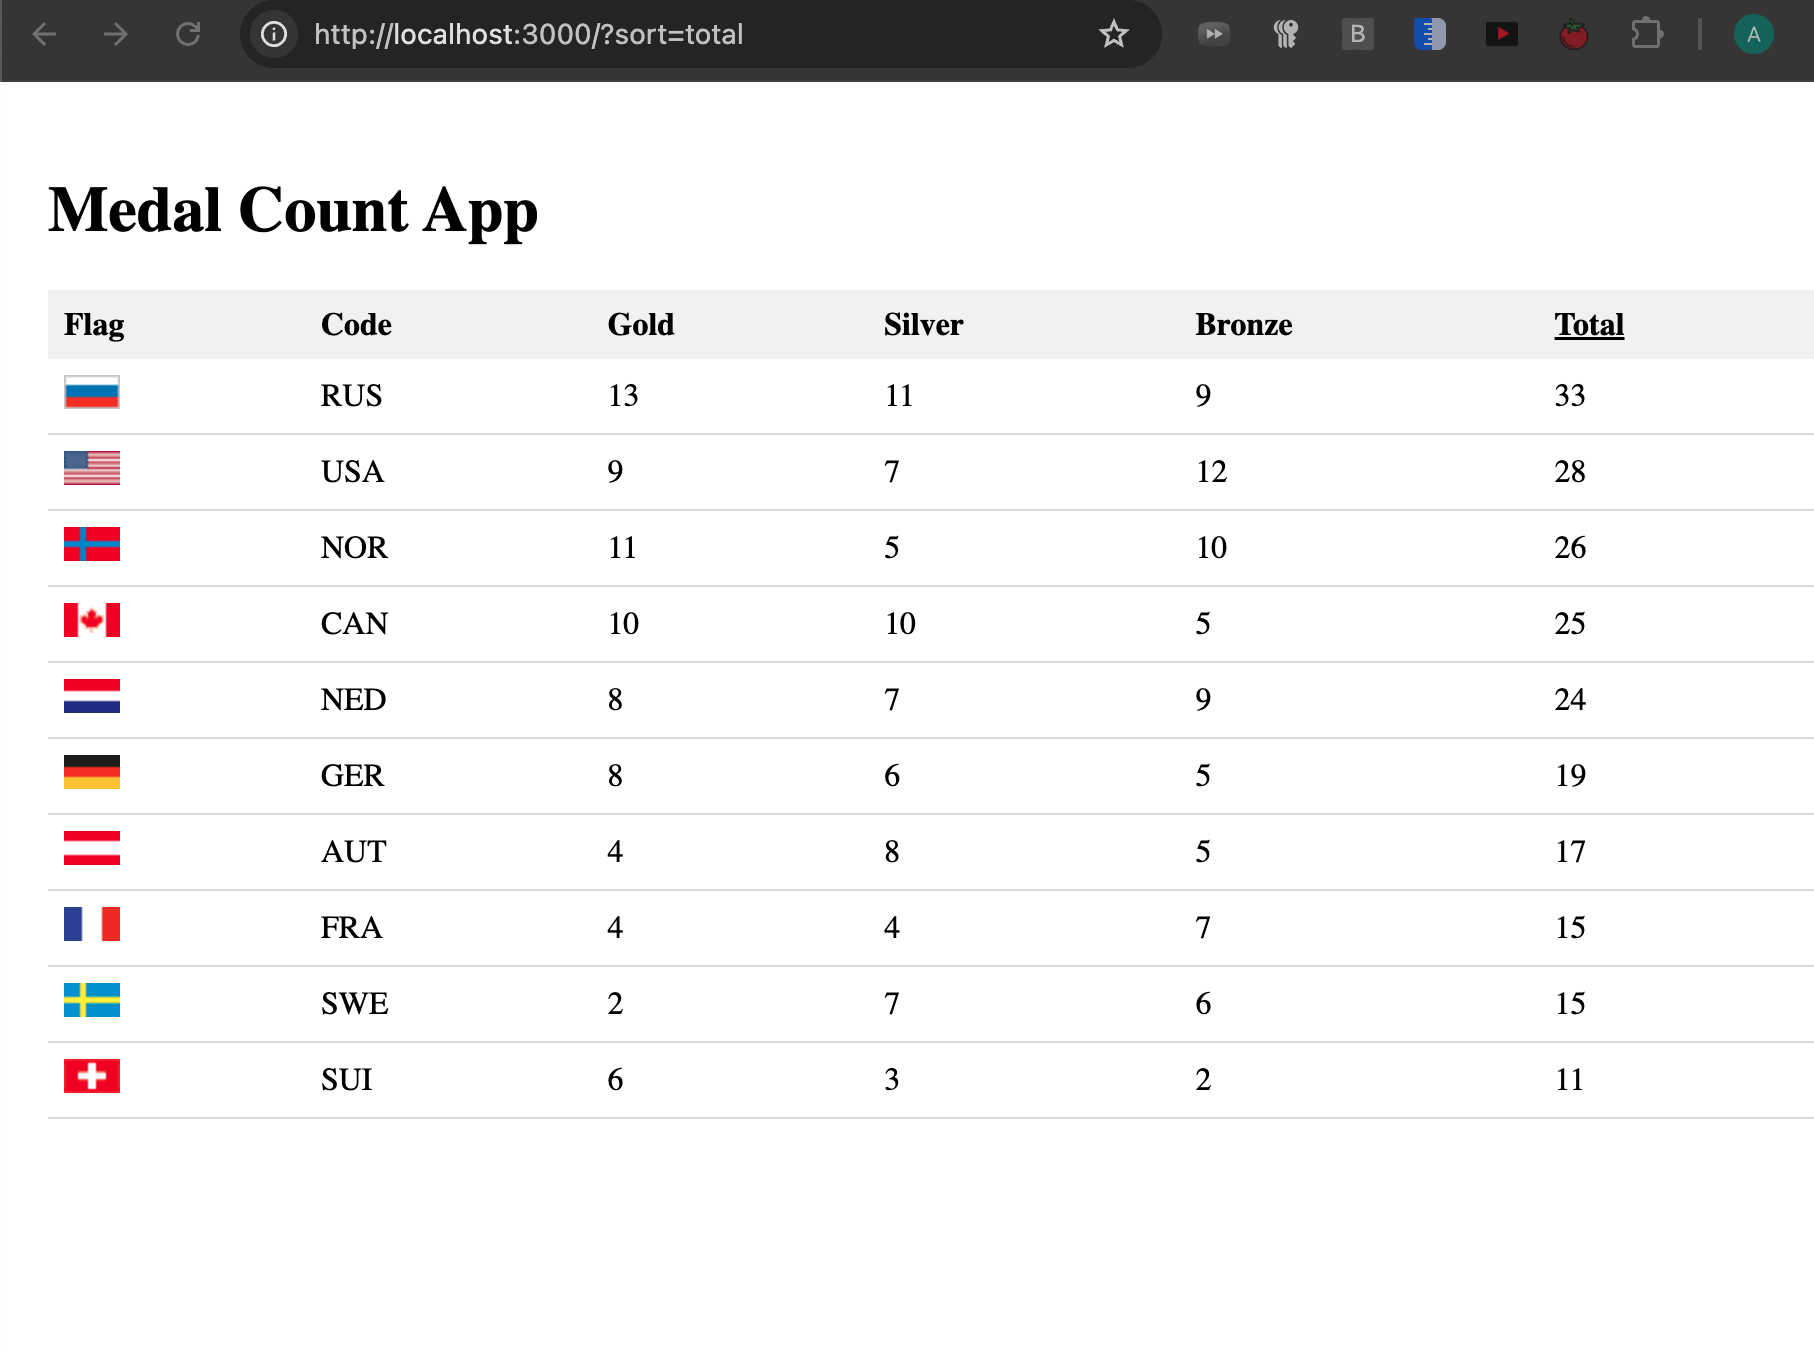 http://localhost:3000/?sort=total B A
Medal Count App
Flag Code Gold Silver Bronze Total
RUS 13 11 9 33
USA 9 7 12 28
NOR 11 5 10 26
CAN 10 10 5 25
NED 8 7 9 24
GER 8 6 5 19
AUT 4 8 5 17
FRA 4 4 7 15
SWE 2 7 6 15
SUI 6 3 2 11